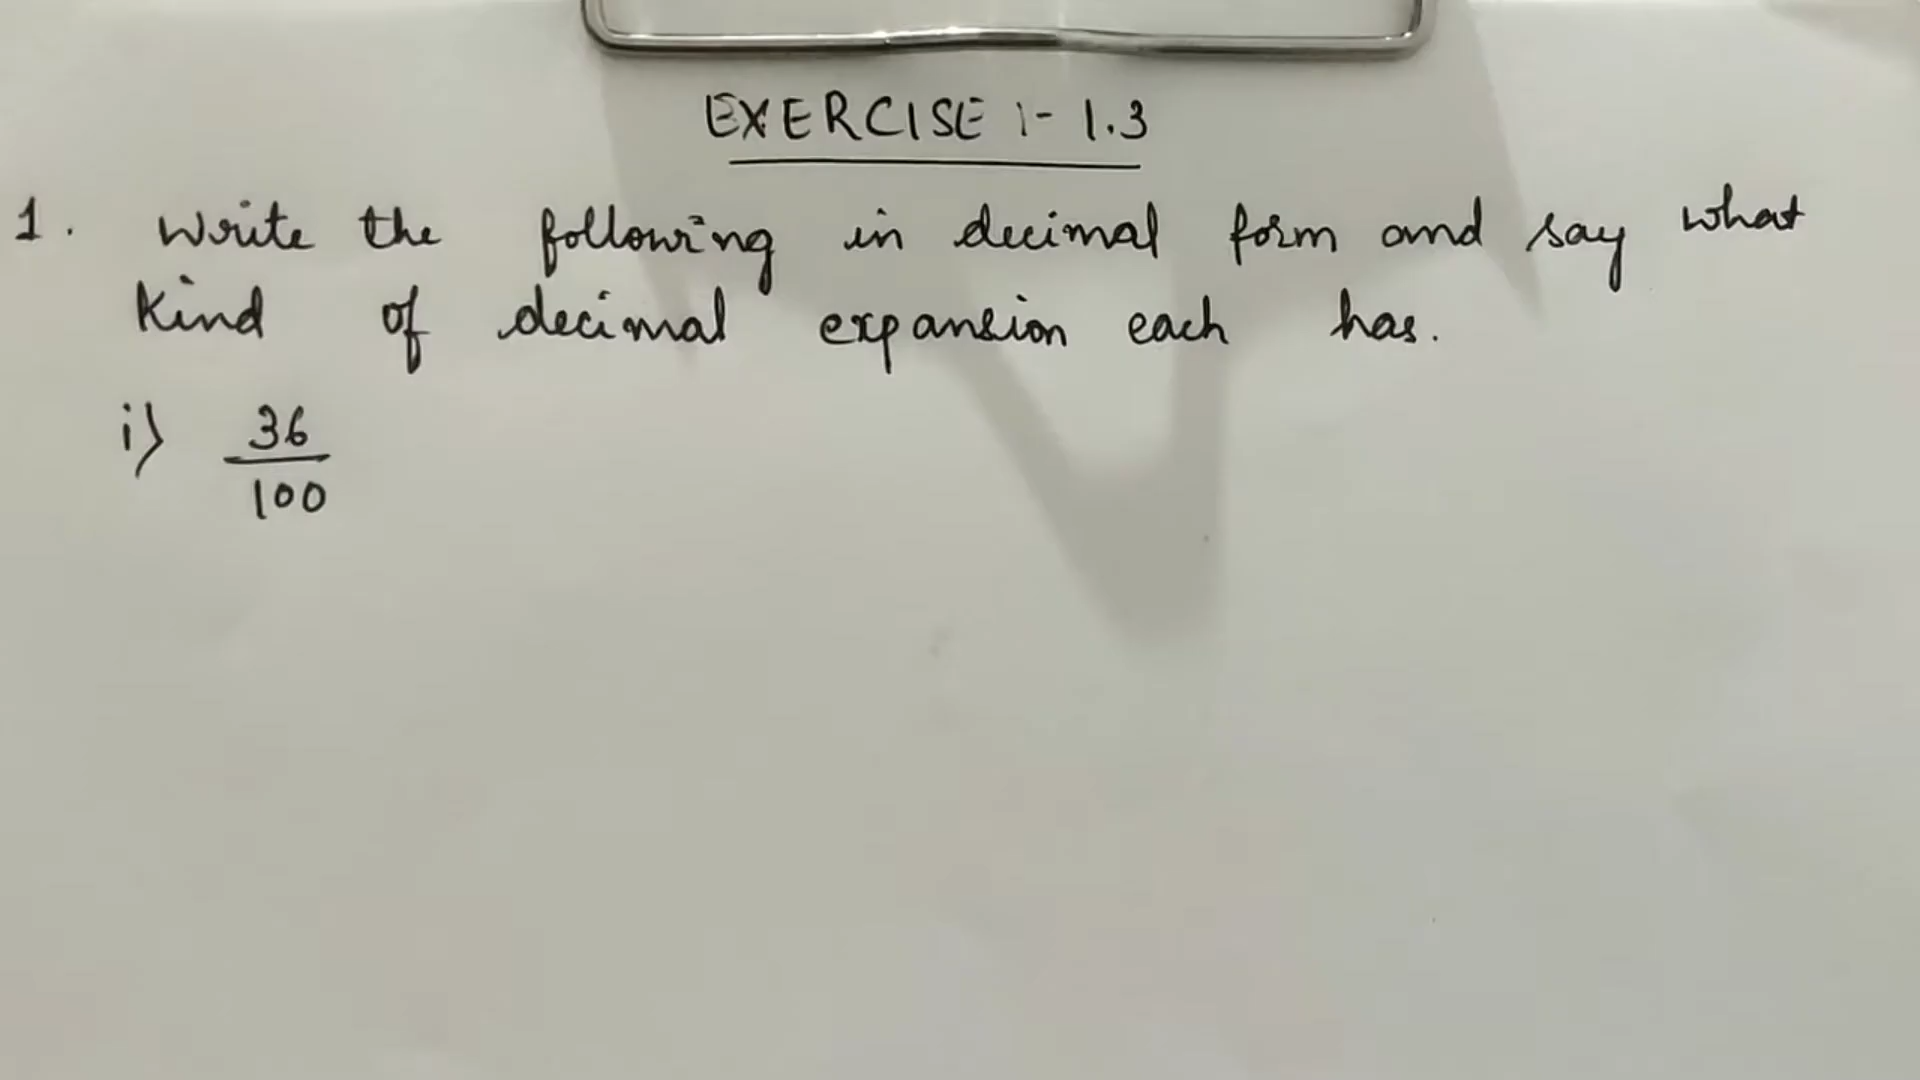 EXERCISE :- 1.3
1. Write the following in decimal form and say what
kind of decimal expansion each has.
i) 36/100